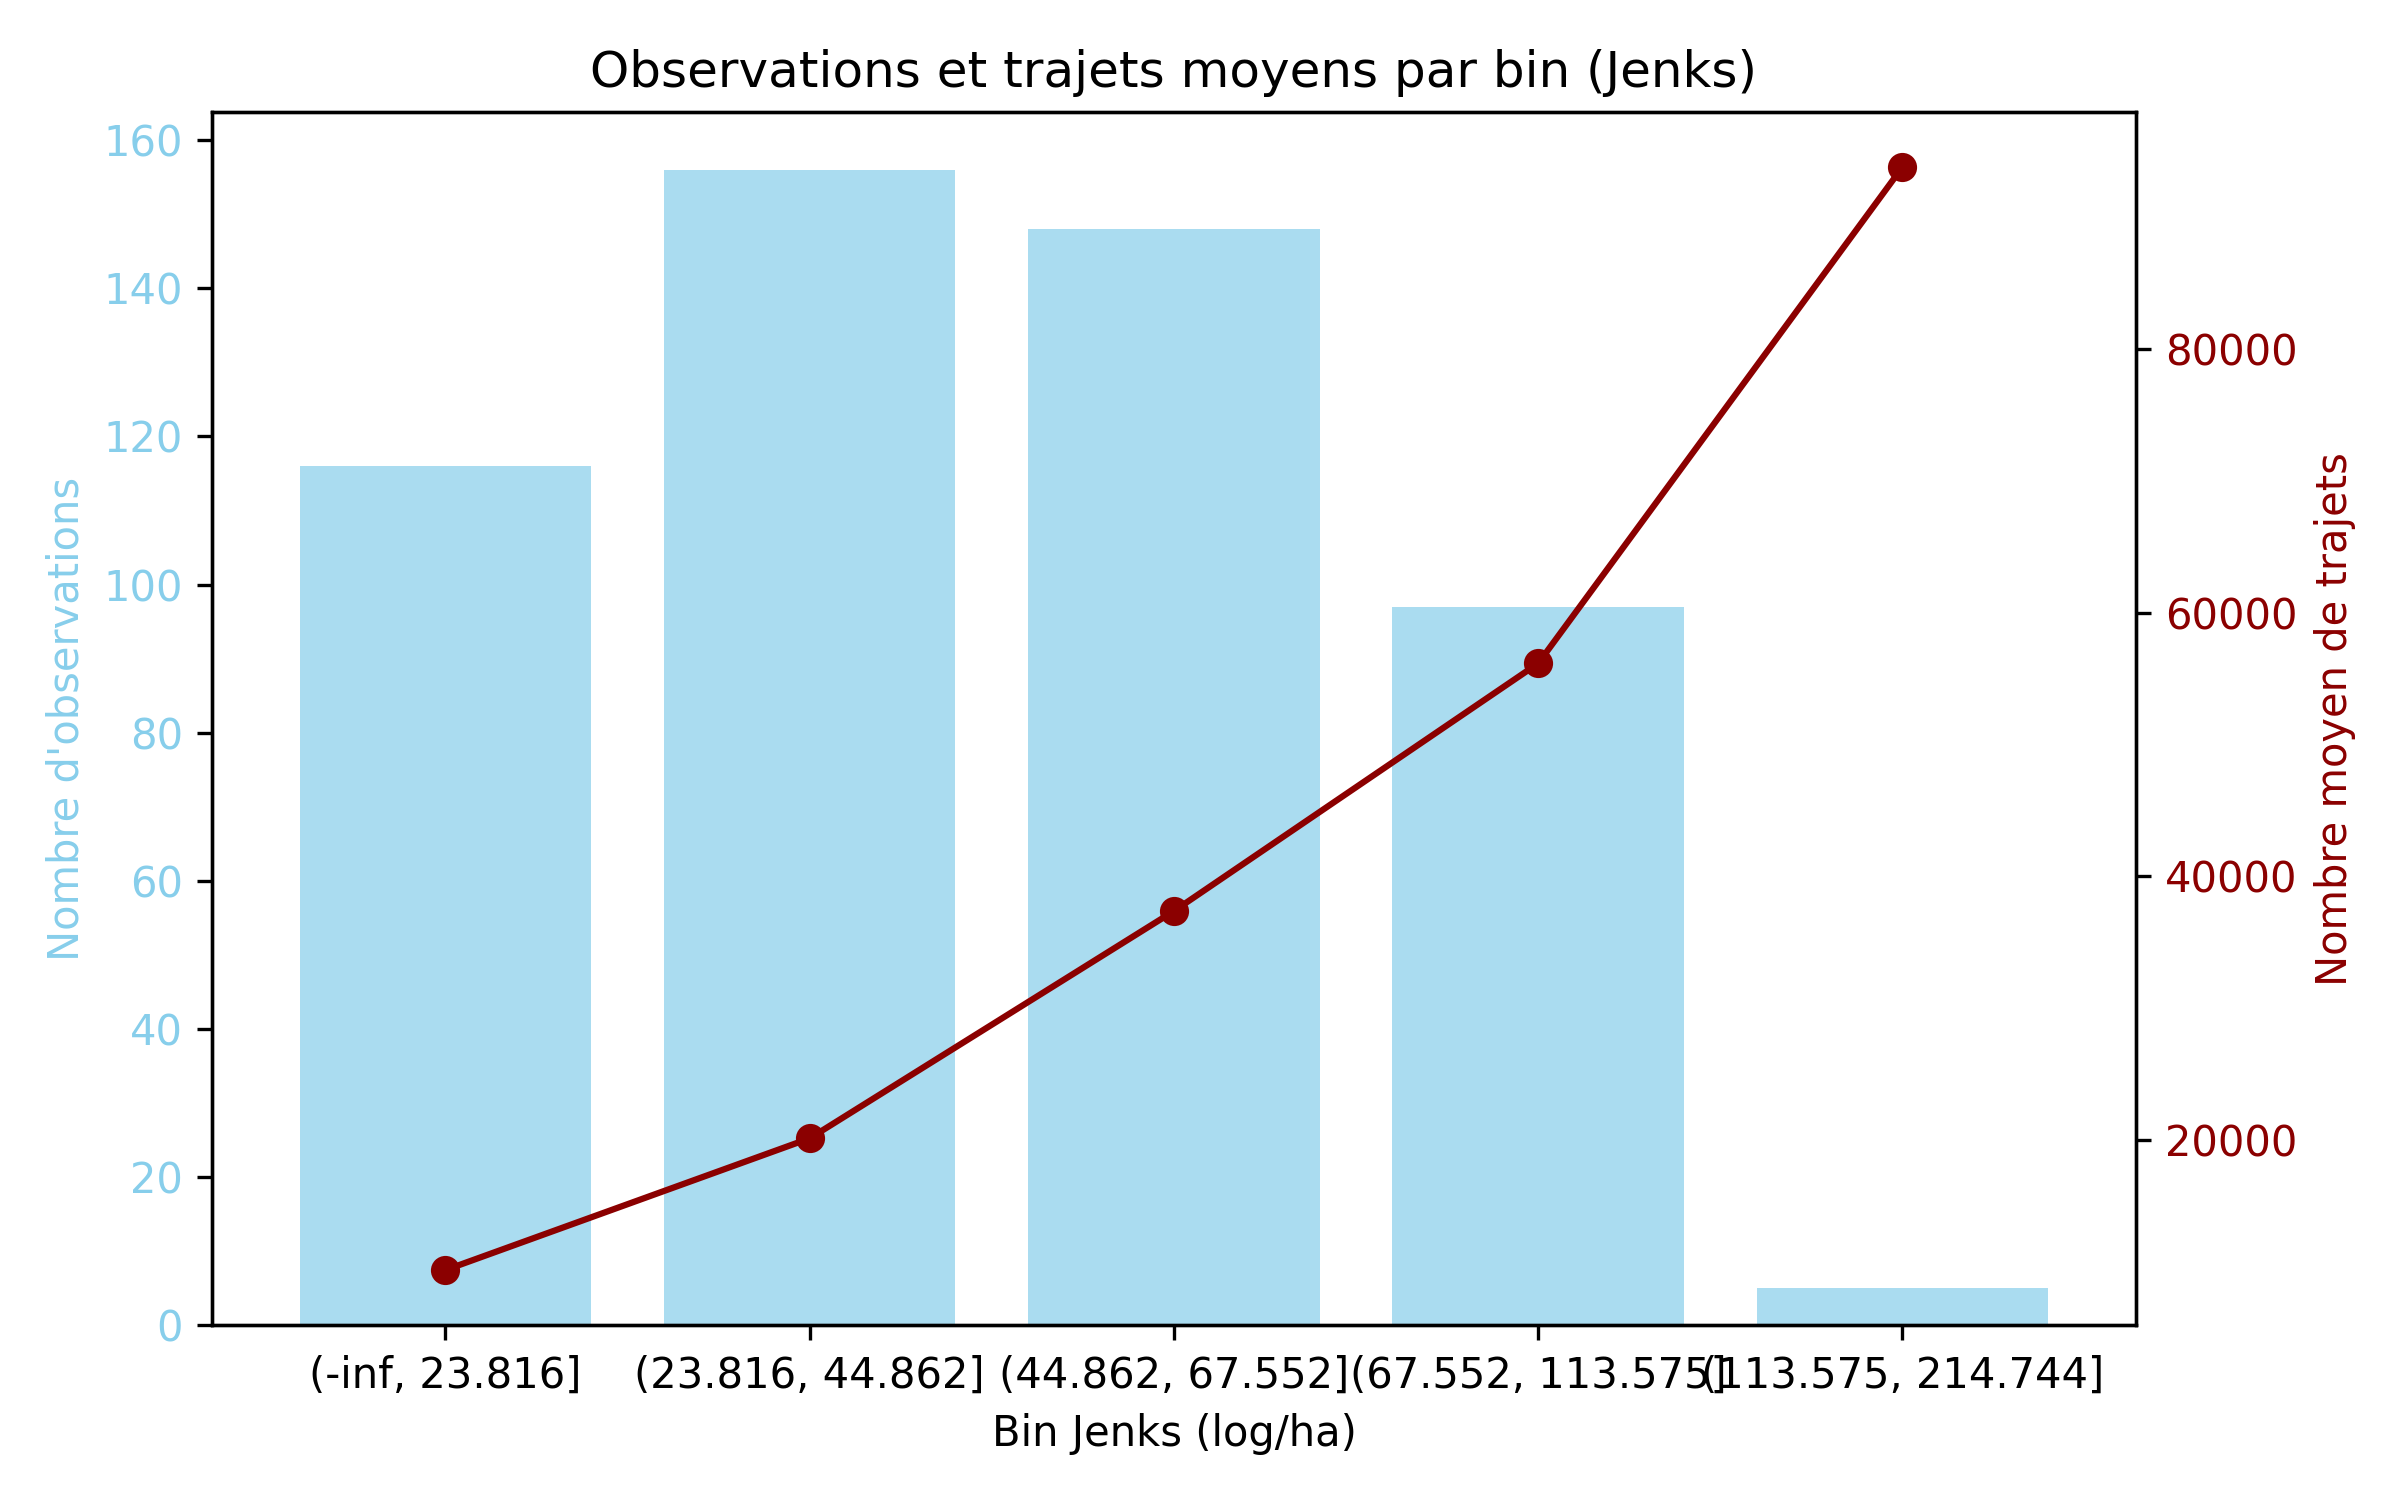 Observations et trajets moyens par bin (Jenks)
Nombre d'observations
160
140
120
100
80
60
40
20
0
80000
60000
40000
20000
Nombre moyen de trajets
(-inf, 23.816] (23.816, 44.862] (44.862, 67.552] (67.552, 113.575] (113.575, 214.744]
Bin Jenks (log/ha)